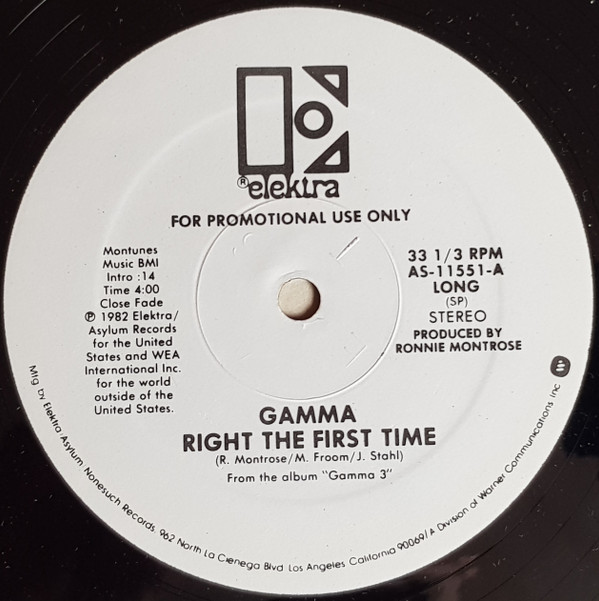 ® elektra
FOR PROMOTIONAL USE ONLY
Montunes
Music BMI
Intro :14
Time 4:00
Close Fade
℗ 1982 Elektra/
Asylum Records
for the United
States and WEA
International Inc.
for the world
outside of the
United States.
33 1/3 RPM
AS-11551-A
LONG
(SP)
STEREO
PRODUCED BY
RONNIE MONTROSE
GAMMA
RIGHT THE FIRST TIME
(R. Montrose/M. Froom/J. Stahl)
From the album "Gamma 3"
Mfg by Elektra Asylum Nonesuch Records, 962 North La Cienega Blvd Los Angeles California 90069/A Division of Warner Communications Inc